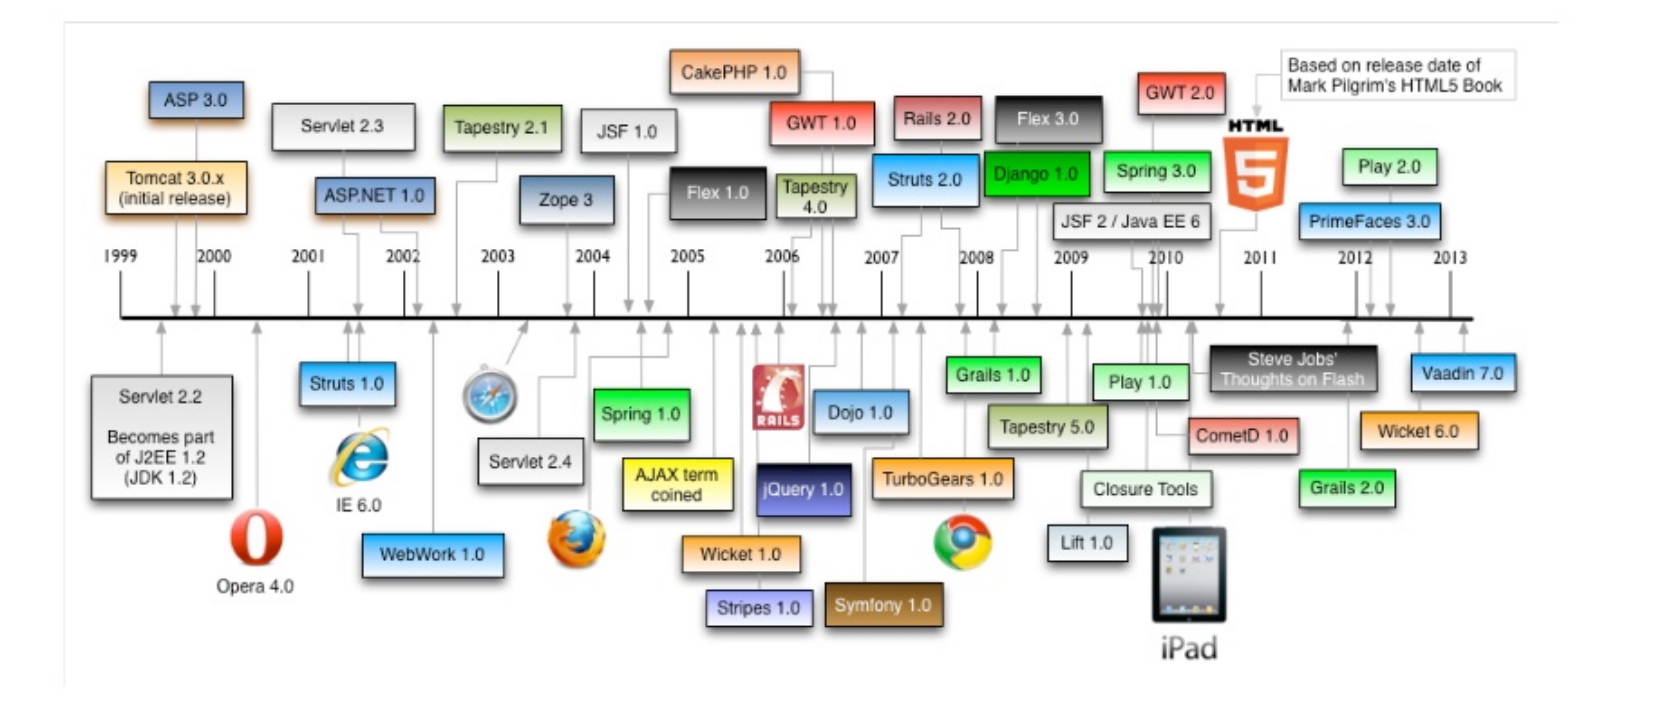 CakePHP 1.0
Based on release date of
Mark Pilgrim's HTML5 Book
ASP 3.0
GWT 2.0
Servlet 2.3
Tapestry 2.1
JSF 1.0
GWT 1.0
Rails 2.0
Flex 3.0
HTML
5
Tomcat 3.0.x
(initial release)
ASP.NET 1.0
Zope 3
Flex 1.0
Tapestry
4.0
Struts 2.0
Django 1.0
Spring 3.0
Play 2.0
JSF 2 / Java EE 6
PrimeFaces 3.0
1999 2000 2001 2002 2003 2004 2005 2006 2007 2008 2009 2010 2011 2012 2013
Servlet 2.2
Becomes part
of J2EE 1.2
(JDK 1.2)
Struts 1.0
Spring 1.0
RAILS
Dojo 1.0
Grails 1.0
Play 1.0
Steve Jobs'
Thoughts on Flash
Vaadin 7.0
Tapestry 5.0
CometD 1.0
Wicket 6.0
IE 6.0
Servlet 2.4
AJAX term
coined
jQuery 1.0
TurboGears 1.0
Closure Tools
Grails 2.0
Opera 4.0
WebWork 1.0
Wicket 1.0
Lift 1.0
Stripes 1.0
Symfony 1.0
iPad